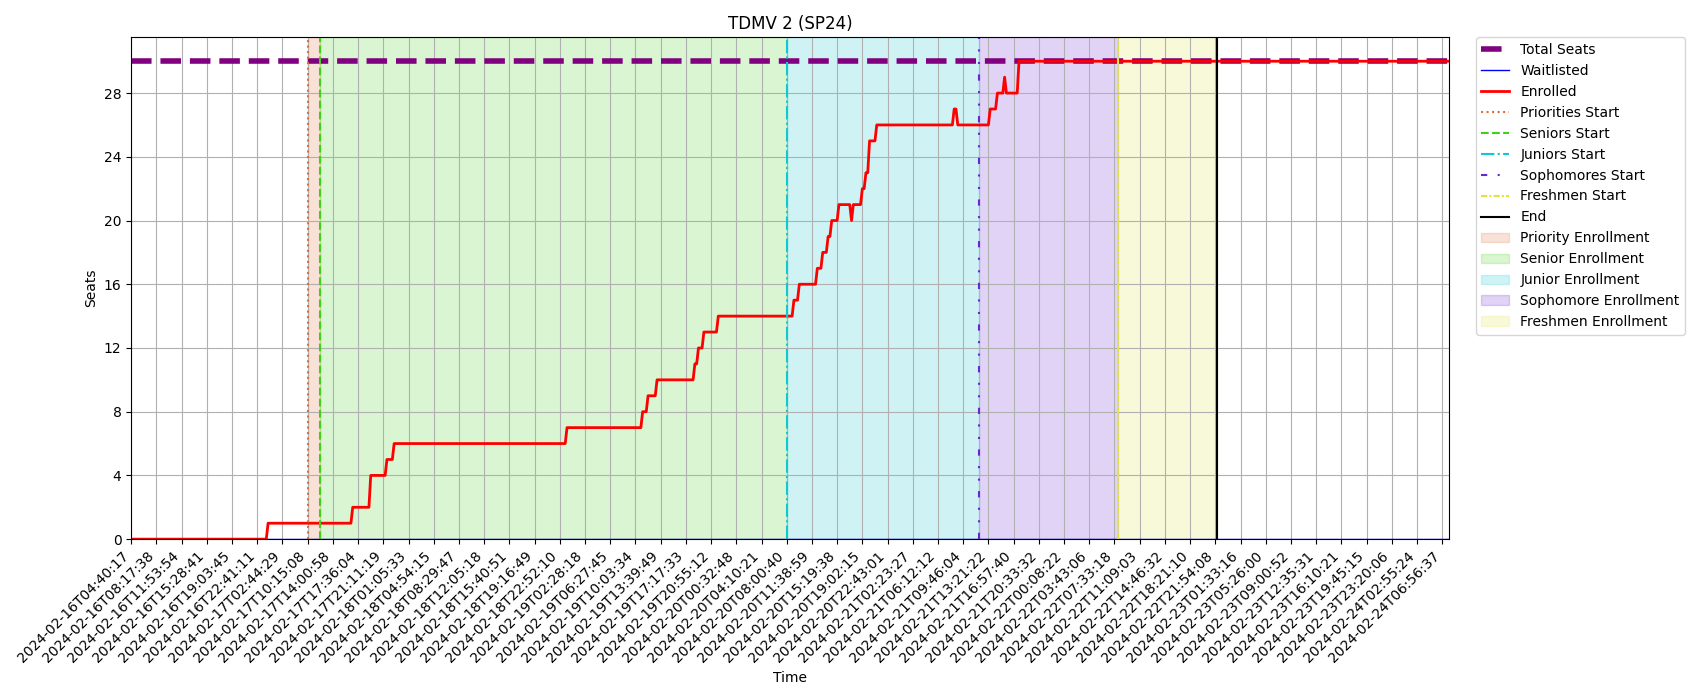 TDMV 2 (SP24)
Total Seats
Waitlisted
Enrolled
Priorities Start
Seniors Start
Juniors Start
Sophomores Start
Freshmen Start
End
Priority Enrollment
Senior Enrollment
Junior Enrollment
Sophomore Enrollment
Freshmen Enrollment
Seats
28
24
20
16
12
8
4
0
2024-02-16T04:40:17
2024-02-16T08:17:38
2024-02-16T11:53:54
2024-02-16T15:28:41
2024-02-16T19:03:45
2024-02-16T22:41:11
2024-02-17T02:44:29
2024-02-17T10:15:08
2024-02-17T14:00:58
2024-02-17T17:36:04
2024-02-17T21:11:19
2024-02-18T01:05:33
2024-02-18T04:54:15
2024-02-18T08:29:47
2024-02-18T12:05:18
2024-02-18T15:40:51
2024-02-18T19:16:49
2024-02-18T22:52:10
2024-02-19T02:28:18
2024-02-19T06:27:45
2024-02-19T10:03:34
2024-02-19T13:39:49
2024-02-19T17:17:33
2024-02-19T20:55:12
2024-02-20T00:32:48
2024-02-20T04:10:21
2024-02-20T08:00:40
2024-02-20T11:38:59
2024-02-20T15:19:38
2024-02-20T19:02:15
2024-02-20T22:43:01
2024-02-21T02:23:27
2024-02-21T06:12:12
2024-02-21T09:46:04
2024-02-21T13:21:22
2024-02-21T16:57:40
2024-02-21T20:33:32
2024-02-22T00:08:22
2024-02-22T03:43:06
2024-02-22T07:33:18
2024-02-22T11:09:03
2024-02-22T14:46:32
2024-02-22T18:21:10
2024-02-22T21:54:08
2024-02-23T01:33:16
2024-02-23T05:26:00
2024-02-23T09:00:52
2024-02-23T12:35:31
2024-02-23T16:10:21
2024-02-23T19:45:15
2024-02-23T23:20:06
2024-02-24T02:55:24
2024-02-24T06:56:37
Time